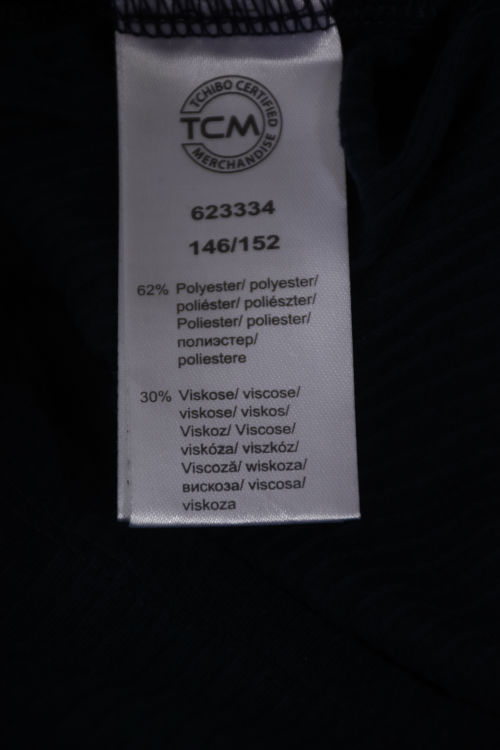 TCHIBO CERTIFIED
TCM
MERCHANDISE
623334
146/152
62% Polyester/ polyester/
poliéster/ poliészter/
Poliester/ poliester/
полиэстер/
poliestere
30% Viskose/ viscose/
viskose/ viskos/
Viskoz/ Viscose/
viskóza/ viszkóz/
Viscoză/ wiskoza/
вискоза/ viscosa/
viskoza